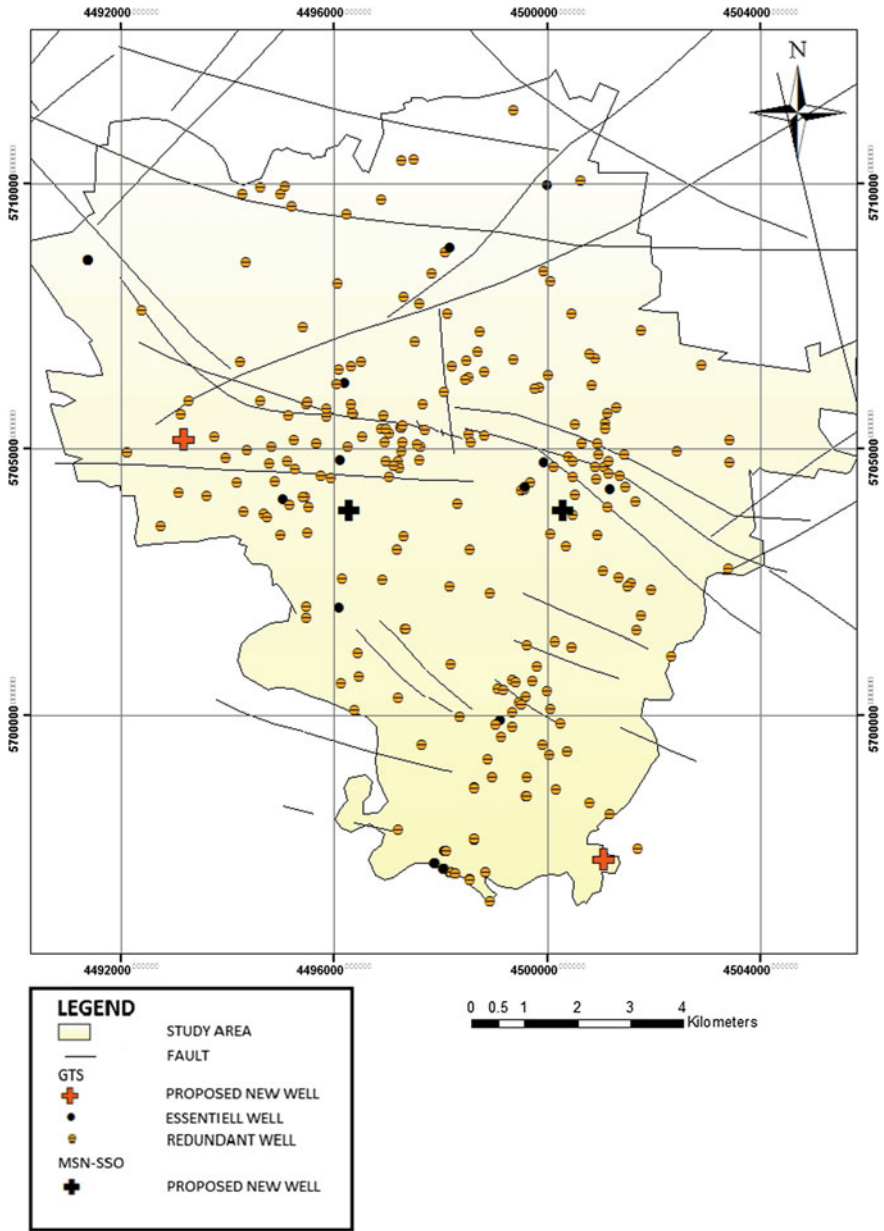 4492000 4496000 4500000 4504000
N
5710000 5710000
5705000 5705000
5700000 5700000
4492000 4496000 4500000 4504000
LEGEND
STUDY AREA
FAULT
GTS
PROPOSED NEW WELL
ESSENTIELL WELL
REDUNDANT WELL
MSN-SSO
PROPOSED NEW WELL
0 0.5 1 2 3 4
Kilometers